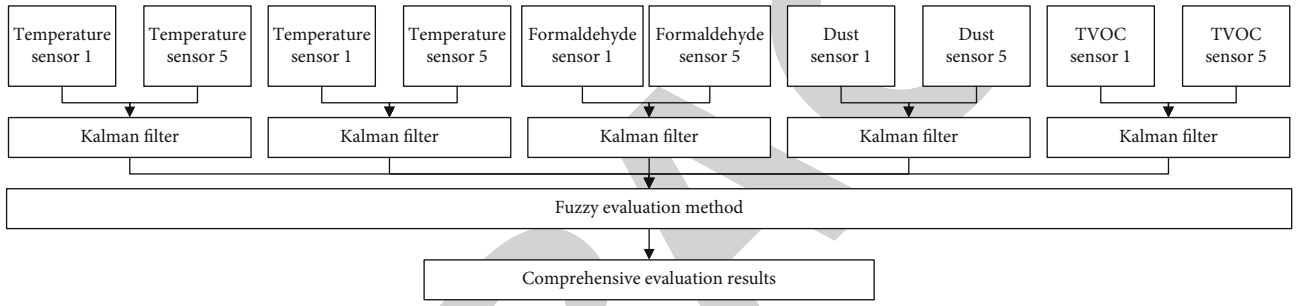 Temperature
sensor 1
Temperature
sensor 5
Temperature
sensor 1
Temperature
sensor 5
Formaldehyde
sensor 1
Formaldehyde
sensor 5
Dust
sensor 1
Dust
sensor 5
TVOC
sensor 1
TVOC
sensor 5
Kalman filter
Kalman filter
Kalman filter
Kalman filter
Kalman filter
Fuzzy evaluation method
Comprehensive evaluation results